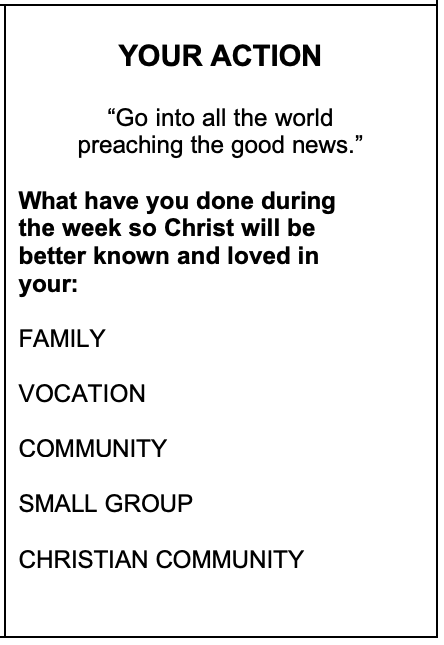 YOUR ACTION
“Go into all the world
preaching the good news.”
What have you done during
the week so Christ will be
better known and loved in
your:
FAMILY
VOCATION
COMMUNITY
SMALL GROUP
CHRISTIAN COMMUNITY